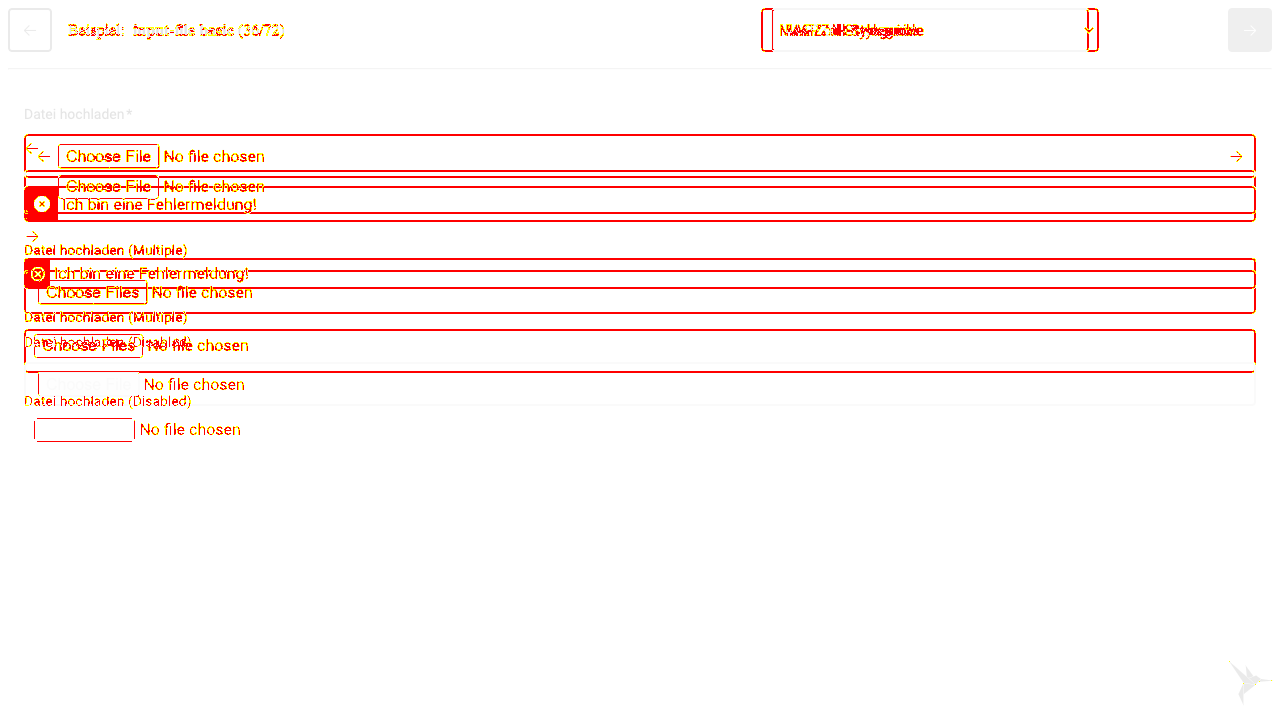 Beispiel: input-file basic (36/72)
Datei hochladen*
Choose File No file chosen
Choose File No file chosen
Ich bin eine Fehlermeldung!
Datei hochladen (Multiple)
Ich bin eine Fehlermeldung!
Choose Files No file chosen
Datei hochladen (Multiple)
Datei hochladen (Disabled)
Choose Files No file chosen
No file chosen
Datei hochladen (Disabled)
No file chosen